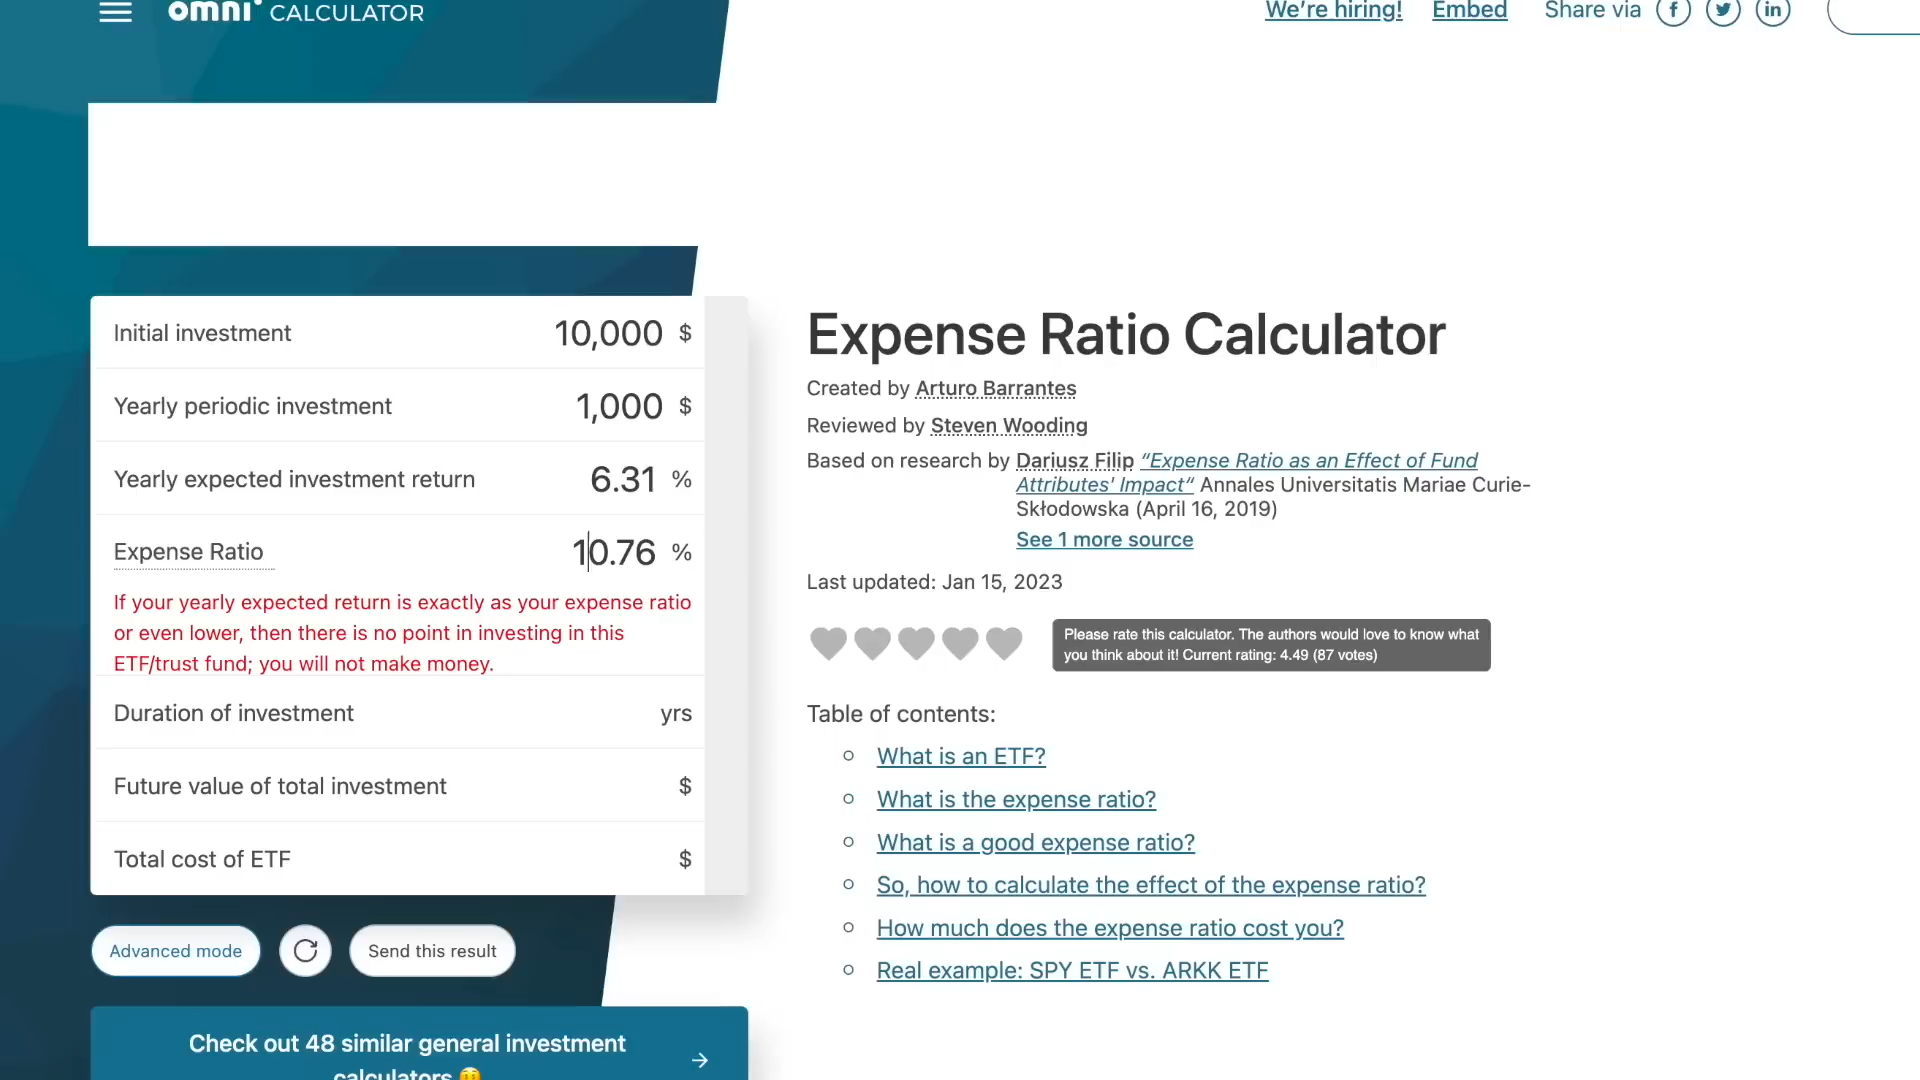 omni CALCULATOR
We're hiring! Embed Share via
Initial investment 10,000 $
Yearly periodic investment 1,000 $
Yearly expected investment return 6.31 %
Expense Ratio 10.76 %
If your yearly expected return is exactly as your expense ratio
or even lower, then there is no point in investing in this
ETF/trust fund; you will not make money.
Duration of investment yrs
Future value of total investment $
Total cost of ETF $
Advanced mode Send this result
Check out 48 similar general investment
calculators 🤑
Expense Ratio Calculator
Created by Arturo Barrantes
Reviewed by Steven Wooding
Based on research by Dariusz Filip “Expense Ratio as an Effect of Fund
Attributes' Impact“ Annales Universitatis Mariae Curie-
Skłodowska (April 16, 2019)
See 1 more source
Last updated: Jan 15, 2023
Please rate this calculator. The authors would love to know what
you think about it! Current rating: 4.49 (87 votes)
Table of contents:
What is an ETF?
What is the expense ratio?
What is a good expense ratio?
So, how to calculate the effect of the expense ratio?
How much does the expense ratio cost you?
Real example: SPY ETF vs. ARKK ETF